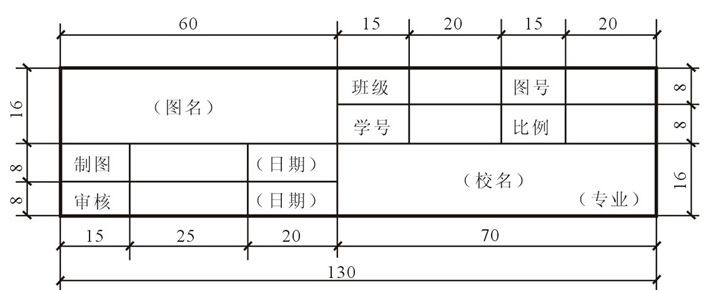 60 15 20 15 20
班级 图号 8
16 （图名）
学号 比例 8
8 制图 （日期） （校名） 16
8 审核 （日期） （专业）
15 25 20 70
130